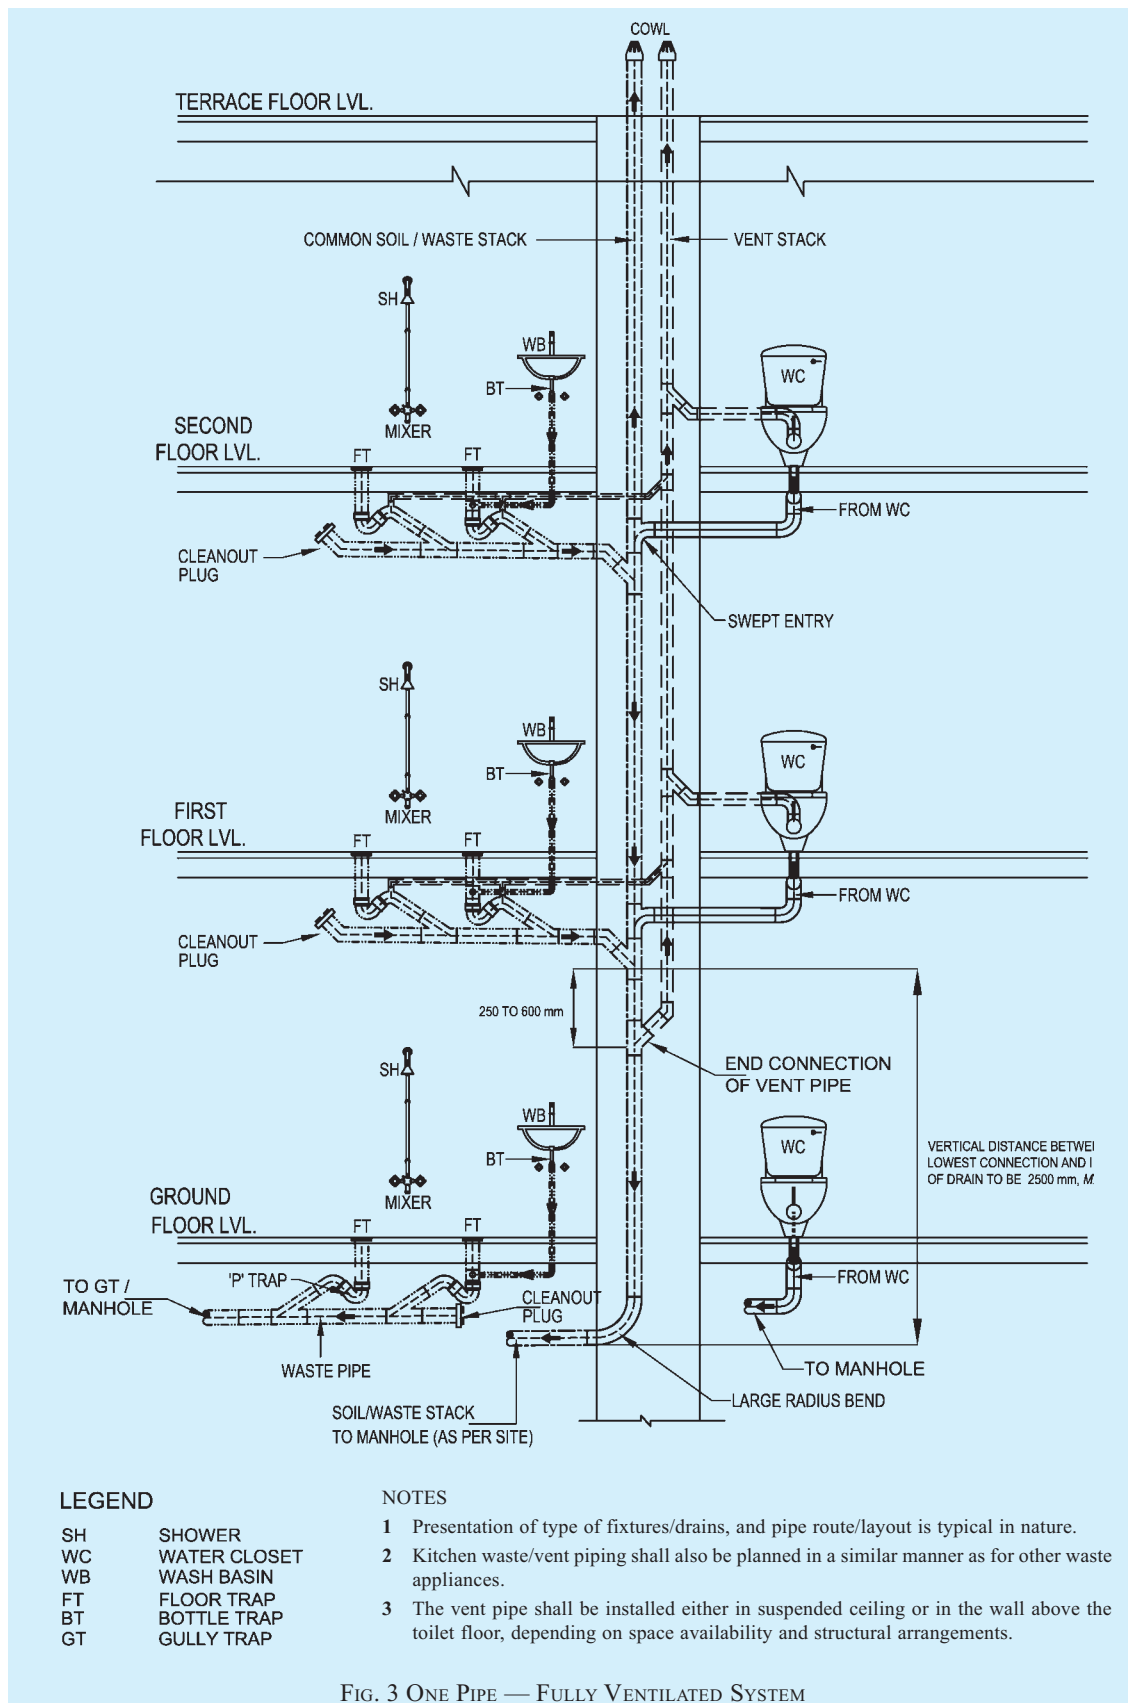 COWL
TERRACE FLOOR LVL.
COMMON SOIL / WASTE STACK
VENT STACK
SH
WB
WC
BT
MIXER
SECOND
FLOOR LVL.
FT
FT
FROM WC
CLEANOUT
PLUG
SWEPT ENTRY
SH
WB
WC
BT
MIXER
FIRST
FLOOR LVL.
FT
FT
FROM WC
CLEANOUT
PLUG
250 TO 600 mm
END CONNECTION
OF VENT PIPE
SH
WB
WC
BT
VERTICAL DISTANCE BETWEI
LOWEST CONNECTION AND I
OF DRAIN TO BE 2500 mm, M.
MIXER
GROUND
FLOOR LVL.
FT
FT
'P' TRAP
FROM WC
TO GT /
MANHOLE
CLEANOUT
PLUG
WASTE PIPE
TO MANHOLE
LARGE RADIUS BEND
SOIL/WASTE STACK
TO MANHOLE (AS PER SITE)
LEGEND
SH SHOWER
WC WATER CLOSET
WB WASH BASIN
FT FLOOR TRAP
BT BOTTLE TRAP
GT GULLY TRAP
NOTES
1 Presentation of type of fixtures/drains, and pipe route/layout is typical in nature.
2 Kitchen waste/vent piping shall also be planned in a similar manner as for other waste
appliances.
3 The vent pipe shall be installed either in suspended ceiling or in the wall above the
toilet floor, depending on space availability and structural arrangements.
FIG. 3 ONE PIPE — FULLY VENTILATED SYSTEM